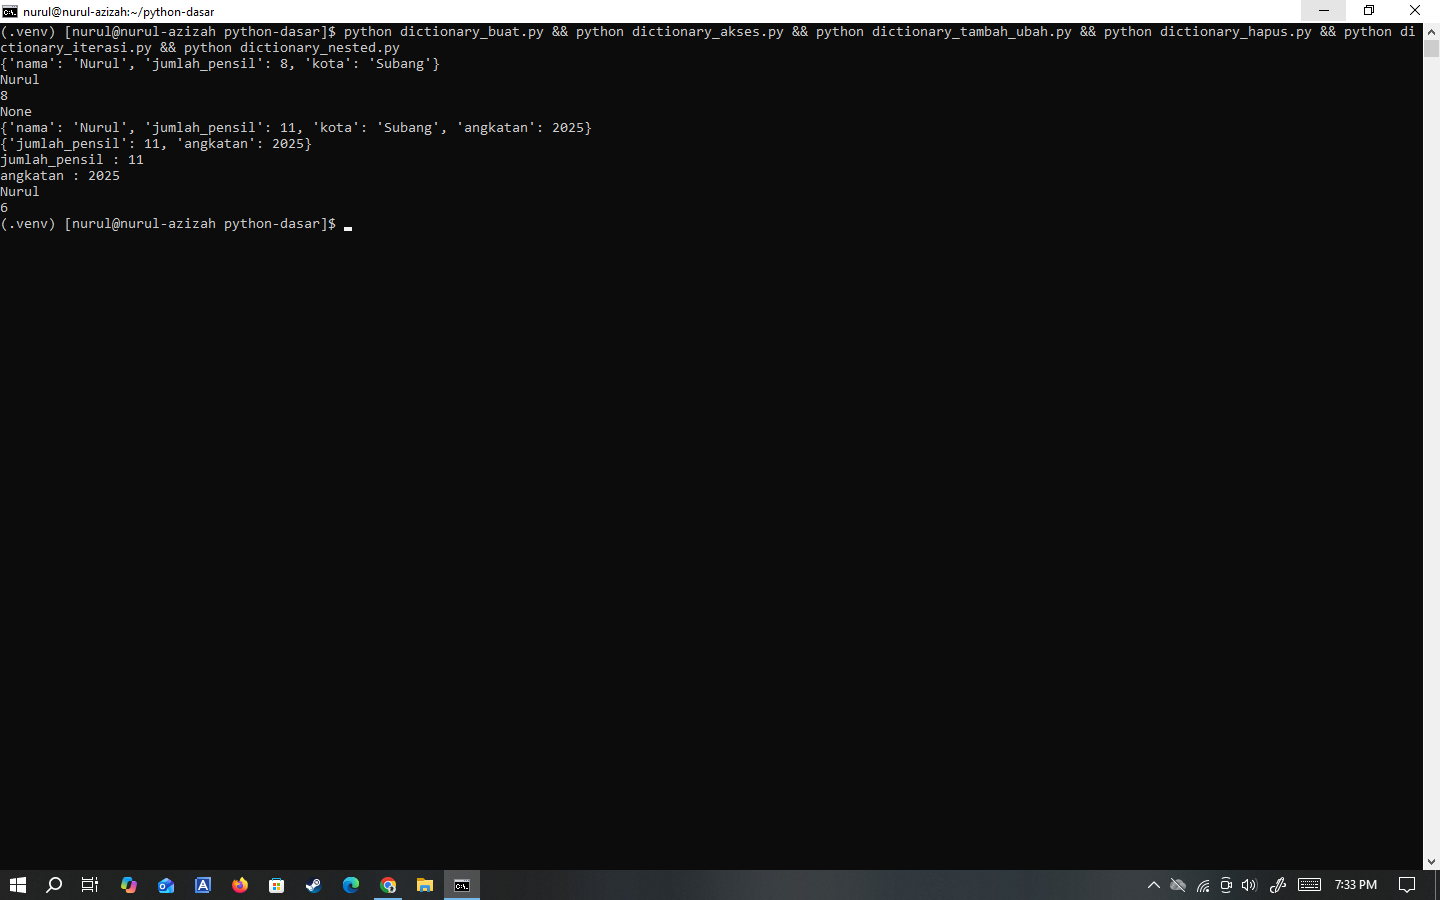 nurul@nurul-azizah:~/python-dasar
(.venv) [nurul@nurul-azizah python-dasar]$ python dictionary_buat.py && python dictionary_akses.py && python dictionary_tambah_ubah.py && python dictionary_hapus.py && python di
ctionary_iterasi.py && python dictionary_nested.py
{'nama': 'Nurul', 'jumlah_pensil': 8, 'kota': 'Subang'}
Nurul
8
None
{'nama': 'Nurul', 'jumlah_pensil': 11, 'kota': 'Subang', 'angkatan': 2025}
{'jumlah_pensil': 11, 'angkatan': 2025}
jumlah_pensil : 11
angkatan : 2025
Nurul
6
(.venv) [nurul@nurul-azizah python-dasar]$
7:33 PM